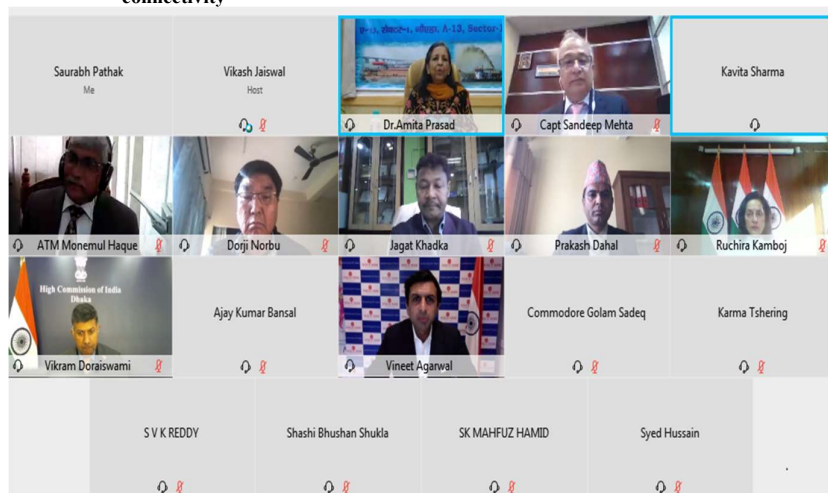 connectivity
Saurabh Pathak
Me
Vikash Jaiswal
Host
A-13, Sector-
Dr.Amita Prasad
Capt Sandeep Mehta
Kavita Sharma
ATM Monemul Haque
Dorji Norbu
Jagat Khadka
Prakash Dahal
Ruchira Kamboj
High Commission of India
Dhaka
Vikram Doraiswami
Ajay Kumar Bansal
Vineet Agarwal
Commodore Golam Sadeq
Karma Tshering
S V K REDDY
Shashi Bhushan Shukla
SK MAHFUZ HAMID
Syed Hussain